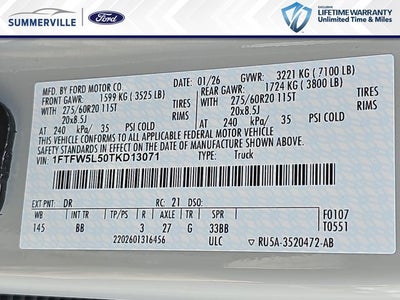 SUMMERVILLE Ford
EXCLUSIVE
LIFETIME WARRANTY
Unlimited Time & Miles
MFD. BY FORD MOTOR CO. 01/26 GVWR: 3221 KG ( 7100 LB)
FRONT GAWR: 1599 KG ( 3525 LB) REAR GAWR: 1724 KG ( 3800 LB)
275/60R20 115T TIRES 275/60R20 115T TIRES
20x8.5J RIMS 20x8.5J RIMS
AT 240 kPa/ 35 PSI COLD AT 240 kPa/ 35 PSI COLD
THIS VEHICLE CONFORMS TO ALL APPLICABLE FEDERAL MOTOR VEHICLE SAFETY STANDARDS IN EFFECT ON THE DATE OF MANUFACTURE SHOWN ABOVE.
VIN: 1FTFW5L50TKD13071 TYPE: Truck
EXT PNT: DR RC: 21 DSO:
WB INT TR TP/PS R AXLE TR SPR F0107
145 BB 3 27 G 33BB T0551
2202601316456 ULC RU5A-3520472-AB